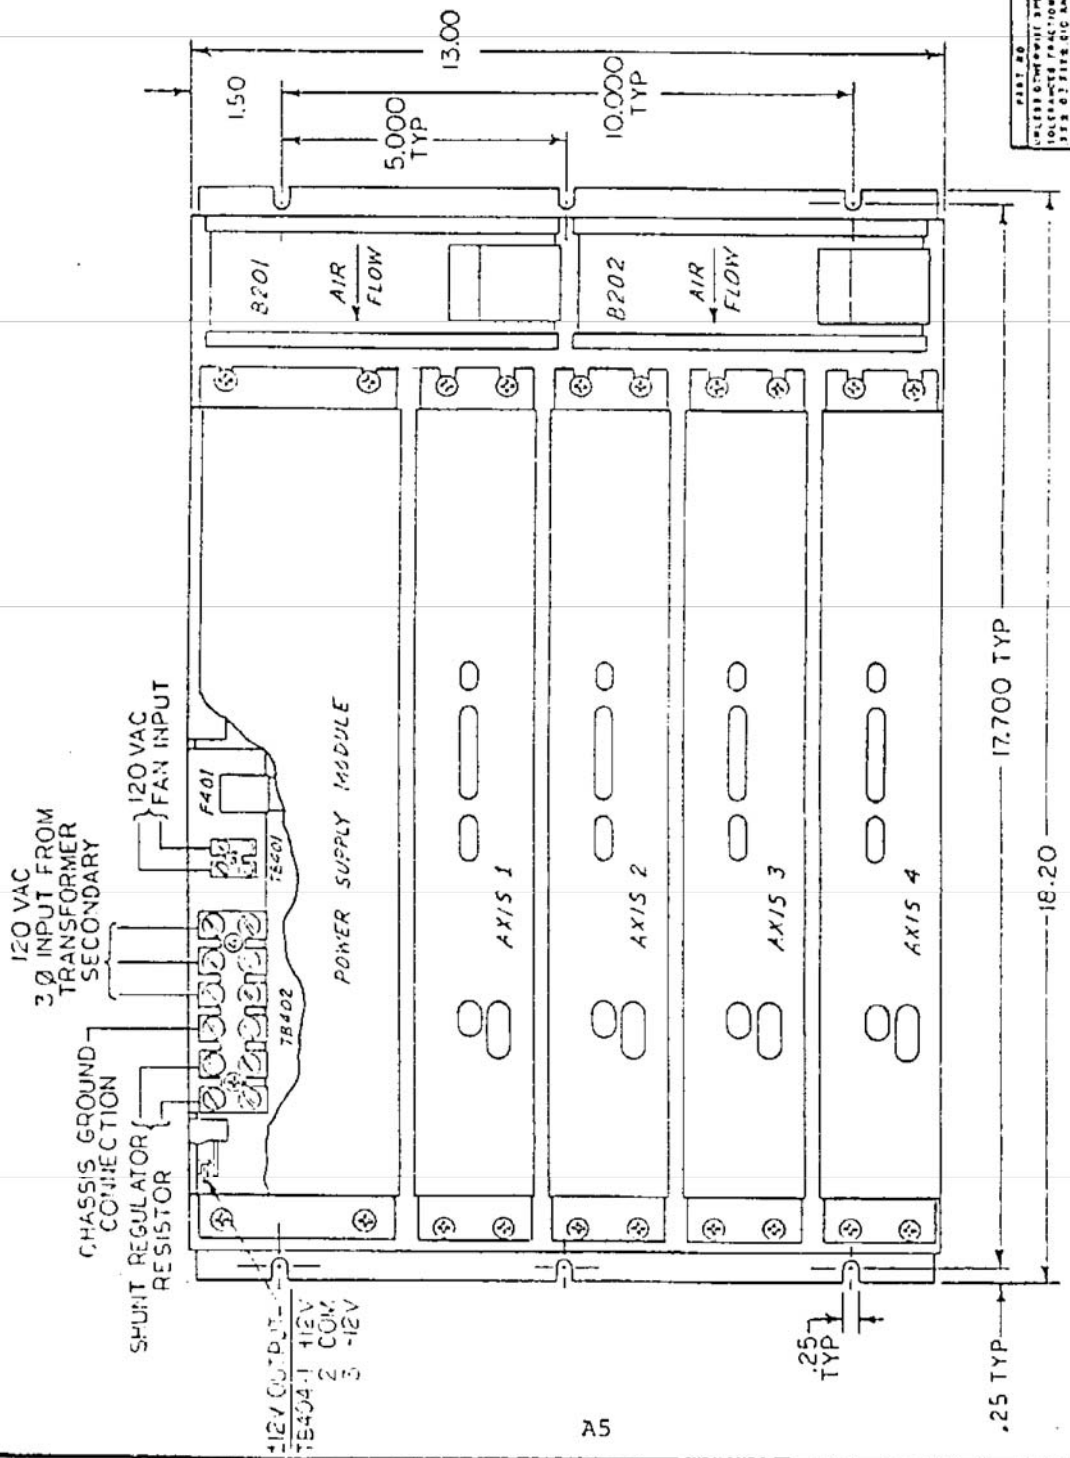 120 VAC
3 Ø INPUT FROM
TRANSFORMER
SECONDARY
120 VAC
FAN INPUT
CHASSIS GROUND
CONNECTION
SHUNT REGULATOR
RESISTOR
±12V OUTPUT
TB404-1 +12V
2 COM
3 -12V
TB402
TB401
F401
POWER SUPPLY MODULE
AXIS 1
AXIS 2
AXIS 3
AXIS 4
B201
AIR
FLOW
B202
AIR
FLOW
1.50
13.00
5.000
TYP
10.000
TYP
.25
TYP
.25 TYP
17.700 TYP
18.20
PART NO
A5